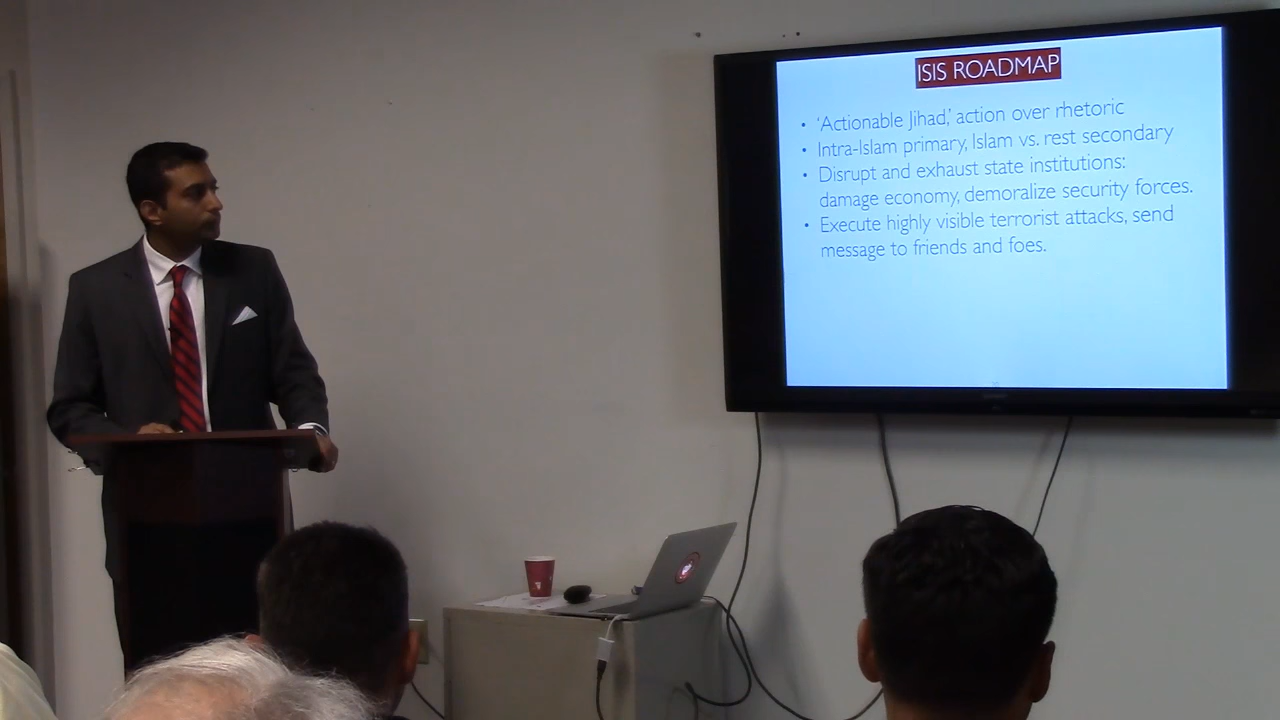 ISIS ROADMAP
• 'Actionable Jihad,' action over rhetoric
• Intra-Islam primary, Islam vs. rest secondary
• Disrupt and exhaust state institutions:
damage economy, demoralize security forces.
• Execute highly visible terrorist attacks, send
message to friends and foes.